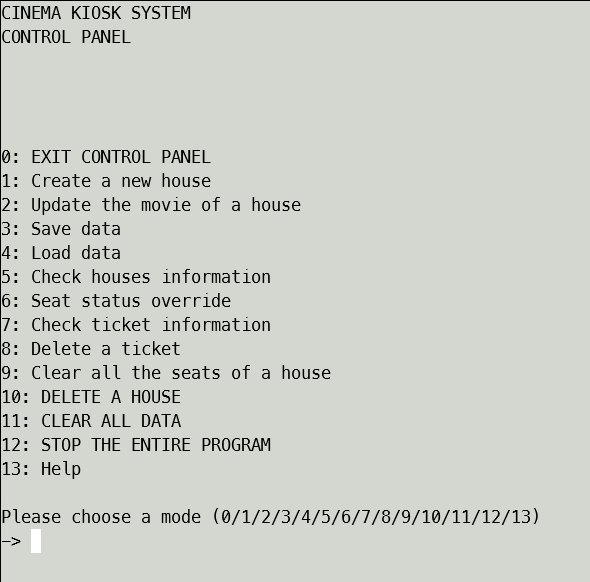 CINEMA KIOSK SYSTEM
CONTROL PANEL
0: EXIT CONTROL PANEL
1: Create a new house
2: Update the movie of a house
3: Save data
4: Load data
5: Check houses information
6: Seat status override
7: Check ticket information
8: Delete a ticket
9: Clear all the seats of a house
10: DELETE A HOUSE
11: CLEAR ALL DATA
12: STOP THE ENTIRE PROGRAM
13: Help
Please choose a mode (0/1/2/3/4/5/6/7/8/9/10/11/12/13)
—>